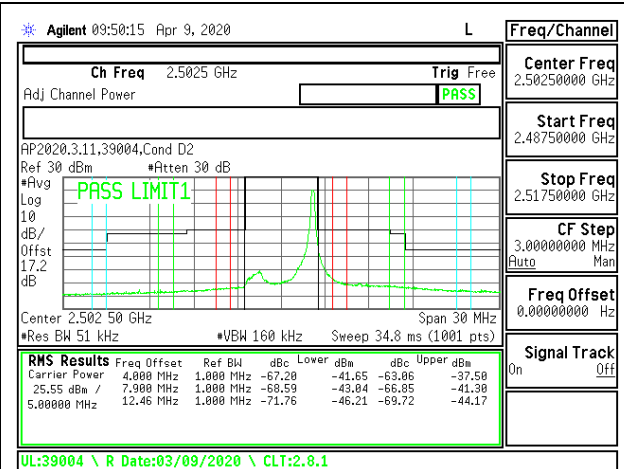 Agilent 09:50:15 Apr 9, 2020 L
Freq/Channel
Ch Freq 2.5025 GHz Trig Free
Adj Channel Power PASS
AP2020.3.11,39004,Cond D2
Ref 30 dBm #Atten 30 dB
#Avg
Log
10
dB/
Offst
17.2
dB
PASS LIMIT1
Center 2.502 50 GHz Span 30 MHz
#Res BW 51 kHz #VBW 160 kHz Sweep 34.8 ms (1001 pts)
RMS Results Freq Offset Ref BW dBc Lower dBm dBc Upper dBm
Carrier Power 4.000 MHz 1.000 MHz -67.20 -41.65 -63.06 -37.50
25.55 dBm / 7.900 MHz 1.000 MHz -68.59 -43.04 -66.85 -41.30
5.00000 MHz 12.46 MHz 1.000 MHz -71.76 -46.21 -69.72 -44.17
UL:39004 \ R Date:03/09/2020 \ CLT:2.8.1
Center Freq
2.50250000 GHz
Start Freq
2.48750000 GHz
Stop Freq
2.51750000 GHz
CF Step
3.00000000 MHz
Auto Man
Freq Offset
0.00000000 Hz
Signal Track
On Off